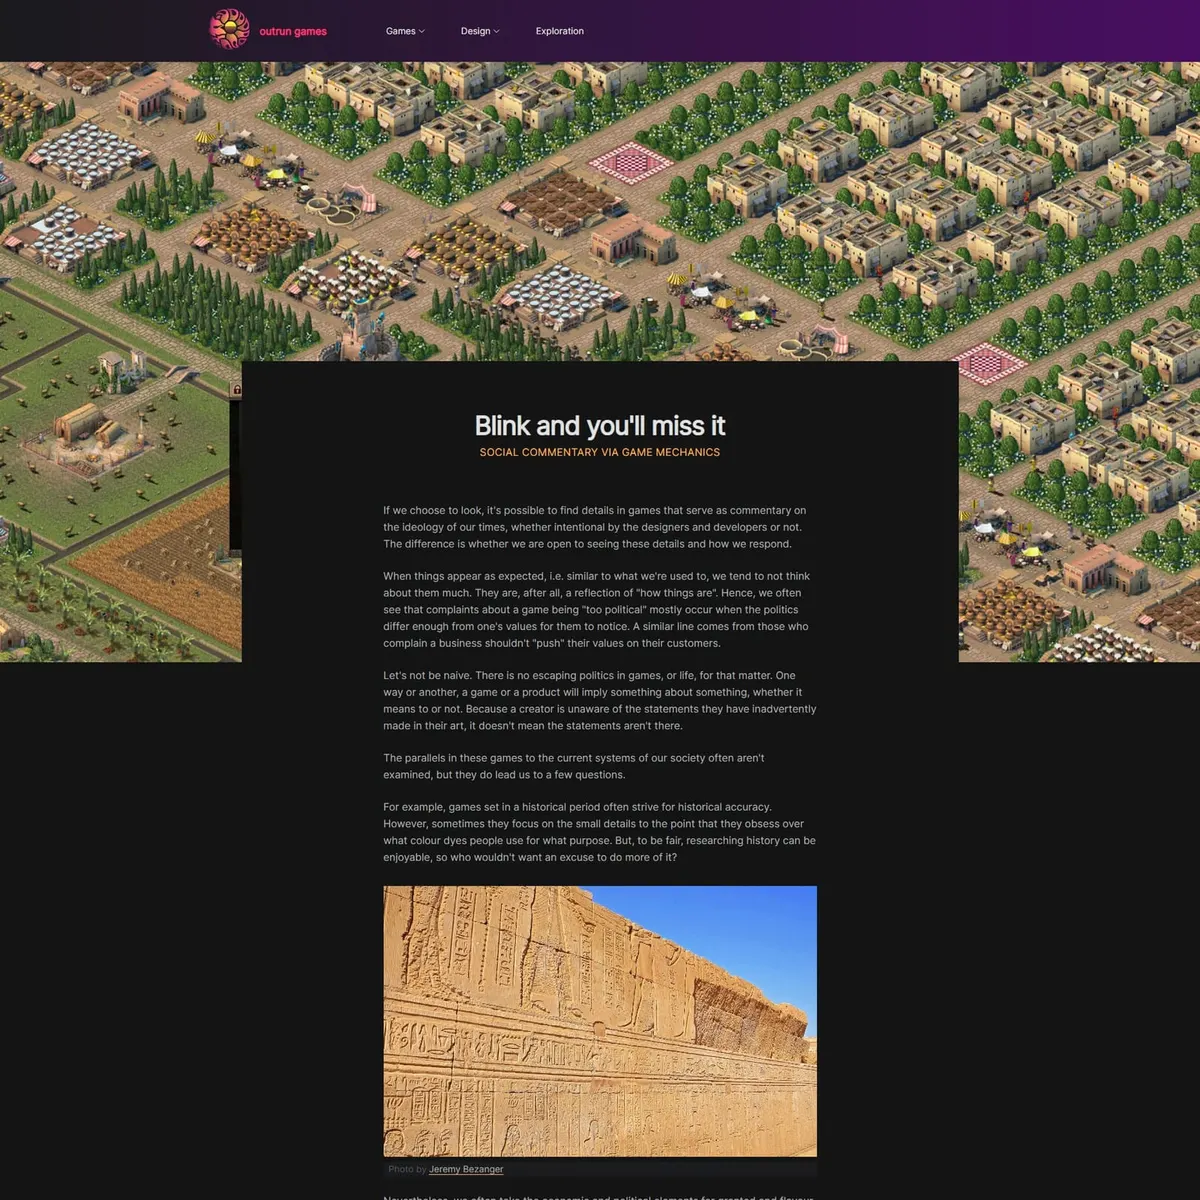 outrun games
Games
Design
Exploration
Blink and you'll miss it
SOCIAL COMMENTARY VIA GAME MECHANICS
If we choose to look, it's possible to find details in games that serve as commentary on
the ideology of our times, whether intentional by the designers and developers or not.
The difference is whether we are open to seeing these details and how we respond.
When things appear as expected, i.e. similar to what we're used to, we tend to not think
about them much. They are, after all, a reflection of "how things are". Hence, we often
see that complaints about a game being "too political" mostly occur when the politics
differ enough from one's values for them to notice. A similar line comes from those who
complain a business shouldn't "push" their values on their customers.
Let's not be naive. There is no escaping politics in games, or life, for that matter. One
way or another, a game or a product will imply something about something, whether it
means to or not. Because a creator is unaware of the statements they have inadvertently
made in their art, it doesn't mean the statements aren't there.
The parallels in these games to the current systems of our society often aren't
examined, but they do lead us to a few questions.
For example, games set in a historical period often strive for historical accuracy.
However, sometimes they focus on the small details to the point that they obsess over
what colour dyes people use for what purpose. But, to be fair, researching history can be
enjoyable, so who wouldn't want an excuse to do more of it?
Photo by Jeremy Bezanger
Nevertheless, we often take the economic and political elements for granted and flavour